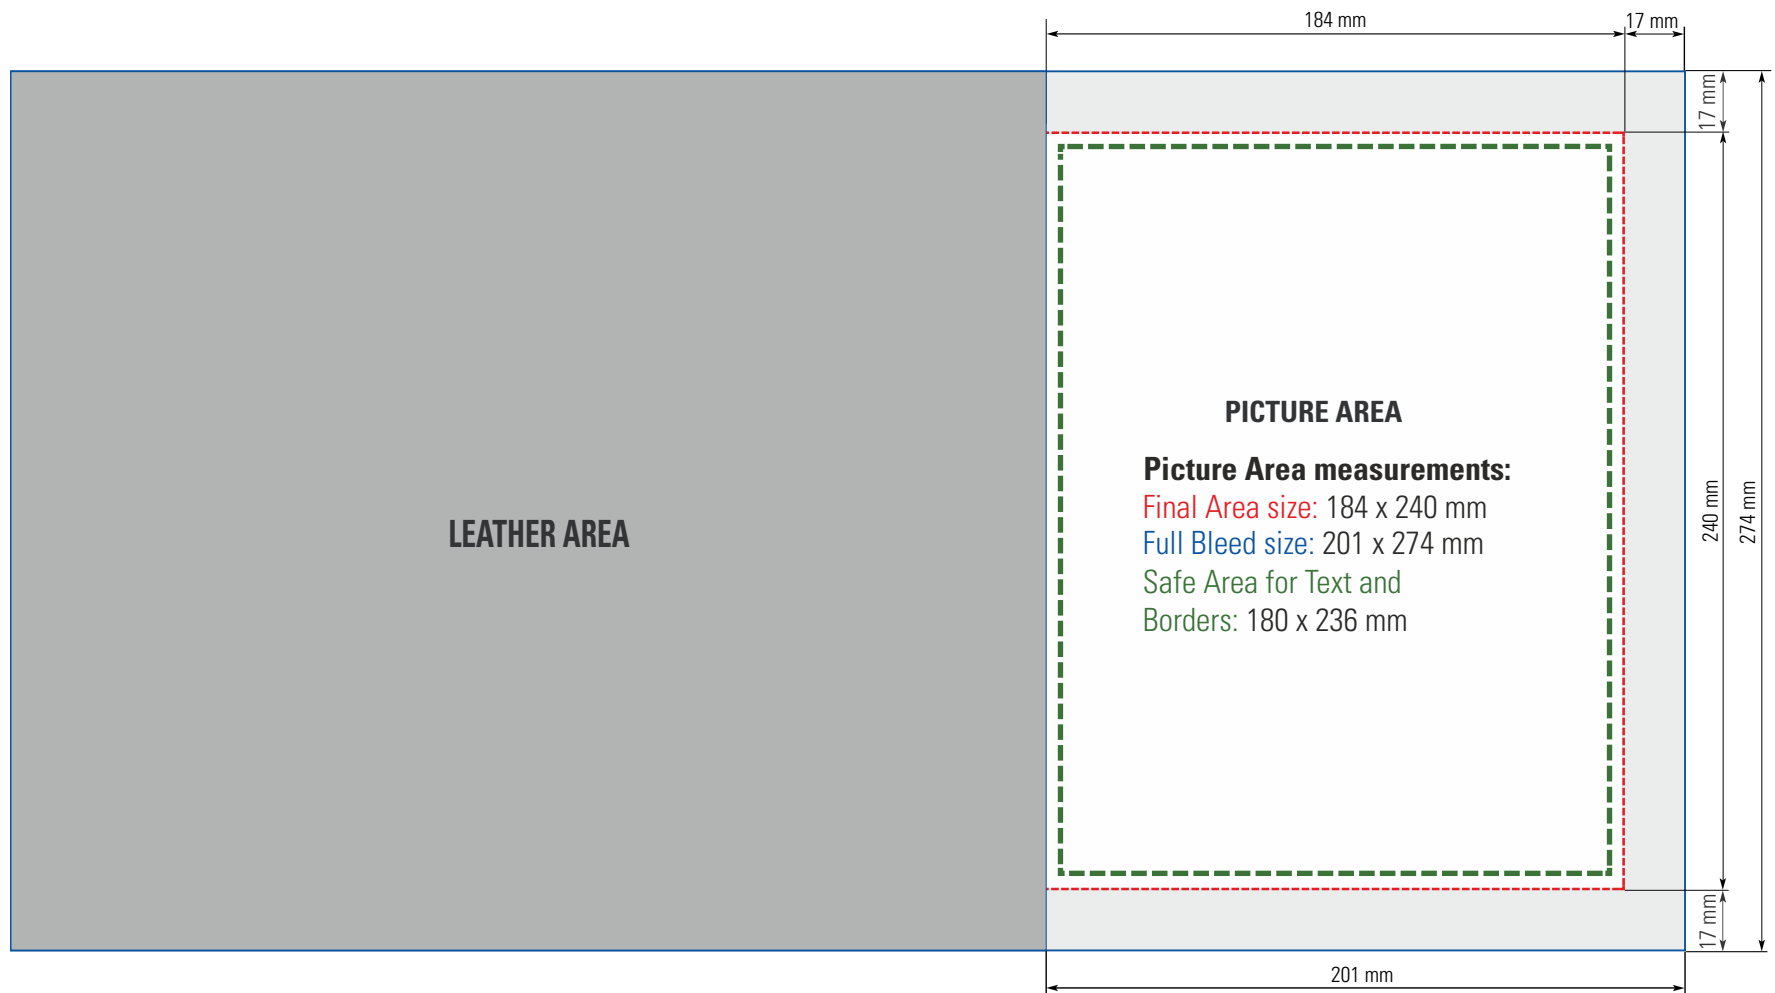 184 mm
17 mm
17 mm
PICTURE AREA
Picture Area measurements:
Final Area size: 184 x 240 mm
Full Bleed size: 201 x 274 mm
Safe Area for Text and
Borders: 180 x 236 mm
LEATHER AREA
240 mm
274 mm
17 mm
201 mm